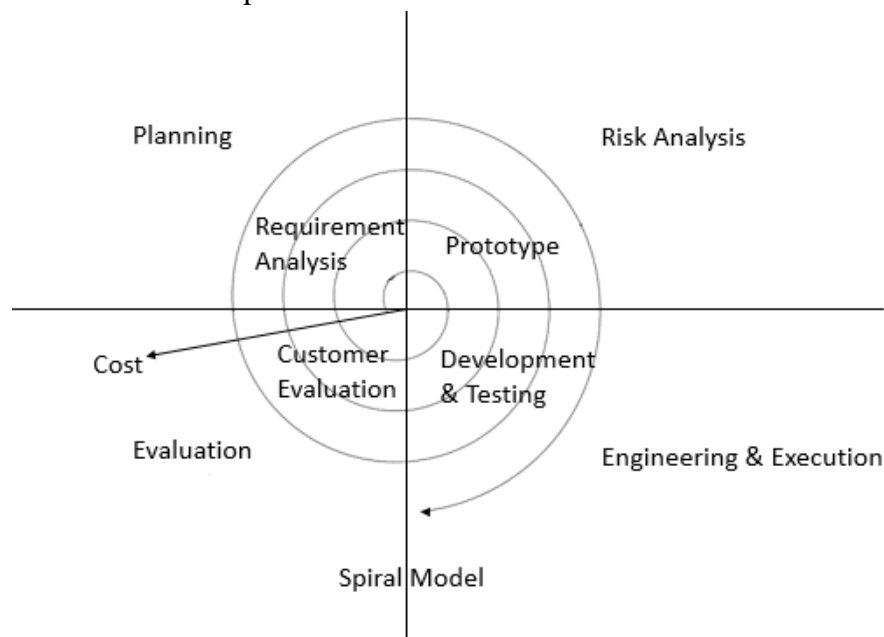 Planning
Risk Analysis
Requirement
Analysis
Prototype
Cost
Customer
Evaluation
Development
& Testing
Evaluation
Engineering & Execution
Spiral Model